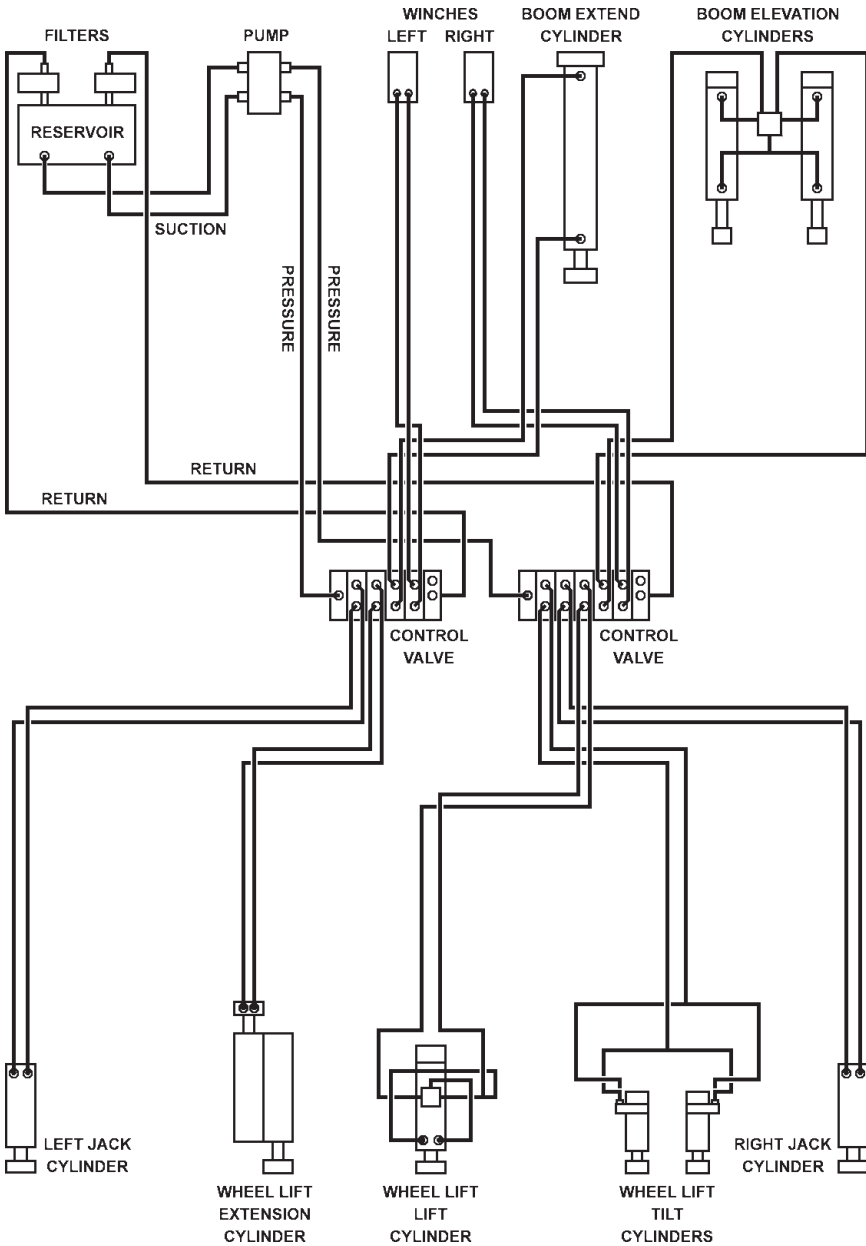 FILTERS
PUMP
WINCHES
LEFT RIGHT
BOOM EXTEND
CYLINDER
BOOM ELEVATION
CYLINDERS
RESERVOIR
SUCTION
PRESSURE
PRESSURE
RETURN
RETURN
CONTROL
VALVE
CONTROL
VALVE
LEFT JACK
CYLINDER
WHEEL LIFT
EXTENSION
CYLINDER
WHEEL LIFT
LIFT
CYLINDER
WHEEL LIFT
TILT
CYLINDERS
RIGHT JACK
CYLINDER